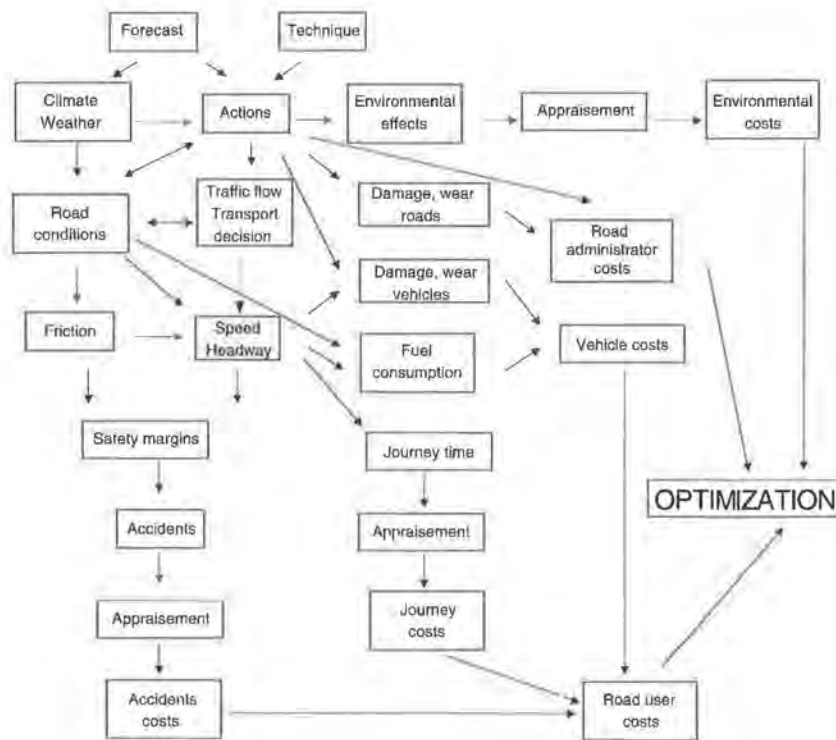 Forecast
Technique
Climate
Weather
Actions
Environmental
effects
Appraisement
Environmental
costs
Road
conditions
Traffic flow
Transport
decision
Damage, wear
roads
Road
administrator
costs
Damage, wear
vehicles
Friction
Speed
Headway
Fuel
consumption
Vehicle costs
Safety margins
Journey time
OPTIMIZATION
Accidents
Appraisement
Appraisement
Journey
costs
Accidents
costs
Road user
costs